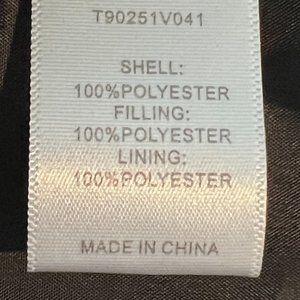 T90251V041
SHELL:
100%POLYESTER
FILLING:
100%POLYESTER
LINING:
100%POLYESTER
MADE IN CHINA